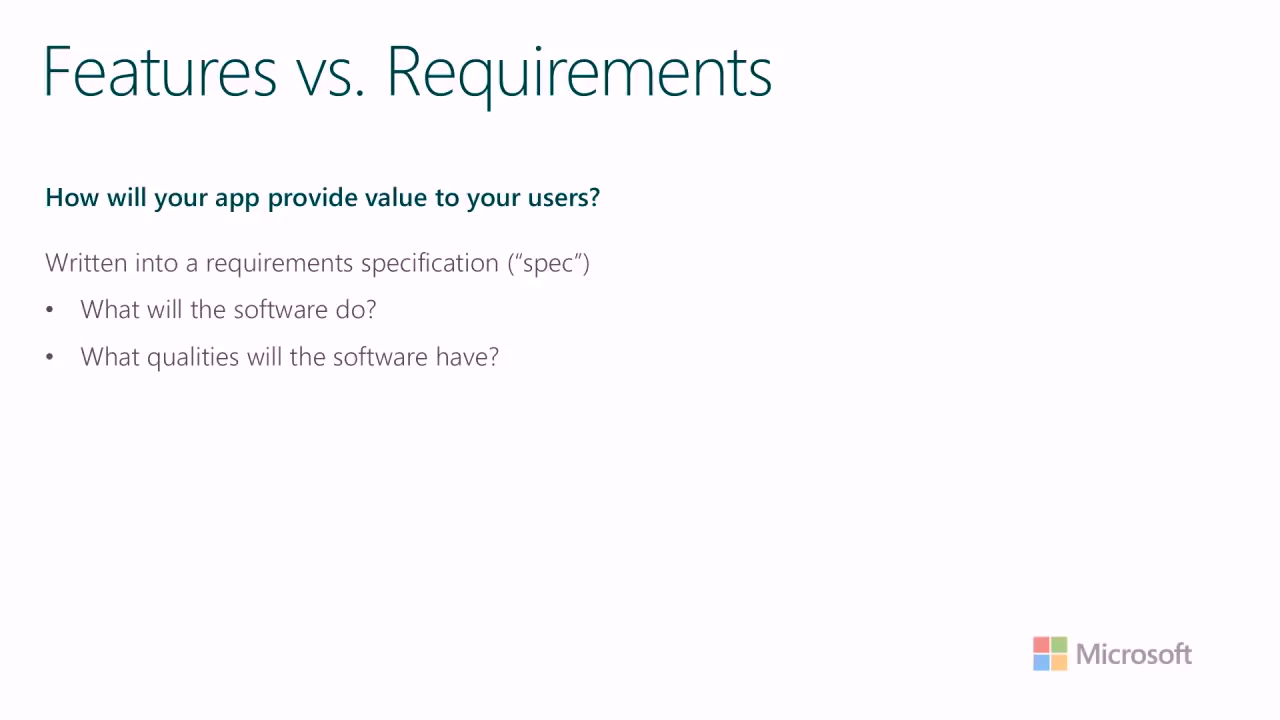 Features vs. Requirements
How will your app provide value to your users?
Written into a requirements specification (“spec”)
• What will the software do?
• What qualities will the software have?
Microsoft